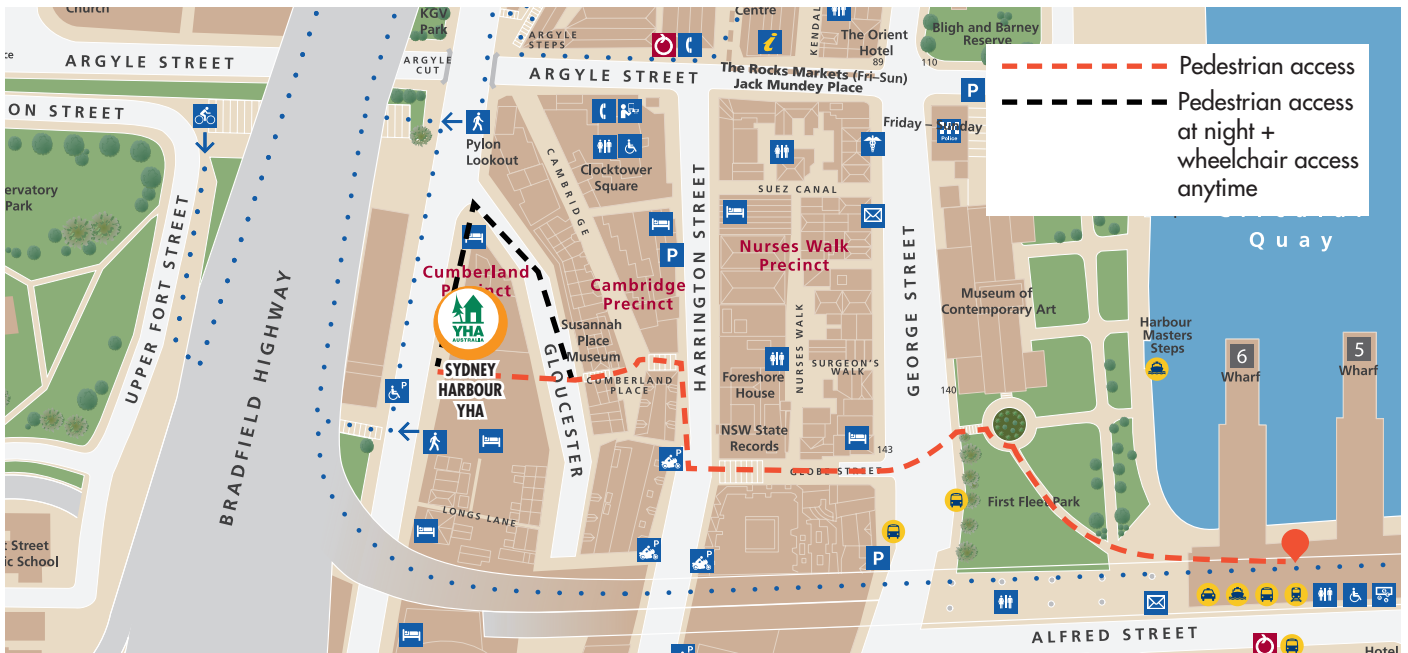 Church
KGV
Park
ARGYLE
STEPS
Centre
KENDAL
The Orient
Hotel
89
110
Bligh and Barney
Reserve
ARGYLE STREET
ARGYLE
CUT
ARGYLE STREET
The Rocks Markets (Fri–Sun)
Jack Mundey Place
P
Pedestrian access
Pedestrian access
at night +
wheelchair access
anytime
Quay
ON STREET
Pylon
Lookout
Clocktower
Square
Friday –
Police
CAMBRIDGE
HARRINGTON STREET
SUEZ CANAL
ervatory
Park
UPPER FORT STREET
BRADFIELD HIGHWAY
P
Cumberland
Precinct
Cambridge
Precinct
Nurses Walk
Precinct
GEORGE STREET
Museum of
Contemporary Art
YHA
AUSTRALIA
SYDNEY
HARBOUR
YHA
Susannah
Place
Museum
GLOUCESTER
CUMBERLAND
PLACE
NURSES WALK
SURGEON'S
WALK
Foreshore
House
NSW State
Records
140
143
Harbour
Masters
Steps
6
Wharf
5
Wharf
P
P
GLOBE STREET
First Fleet Park
LONGS LANE
t Street
ic School
P
P
P
ALFRED STREET
P
Hotel